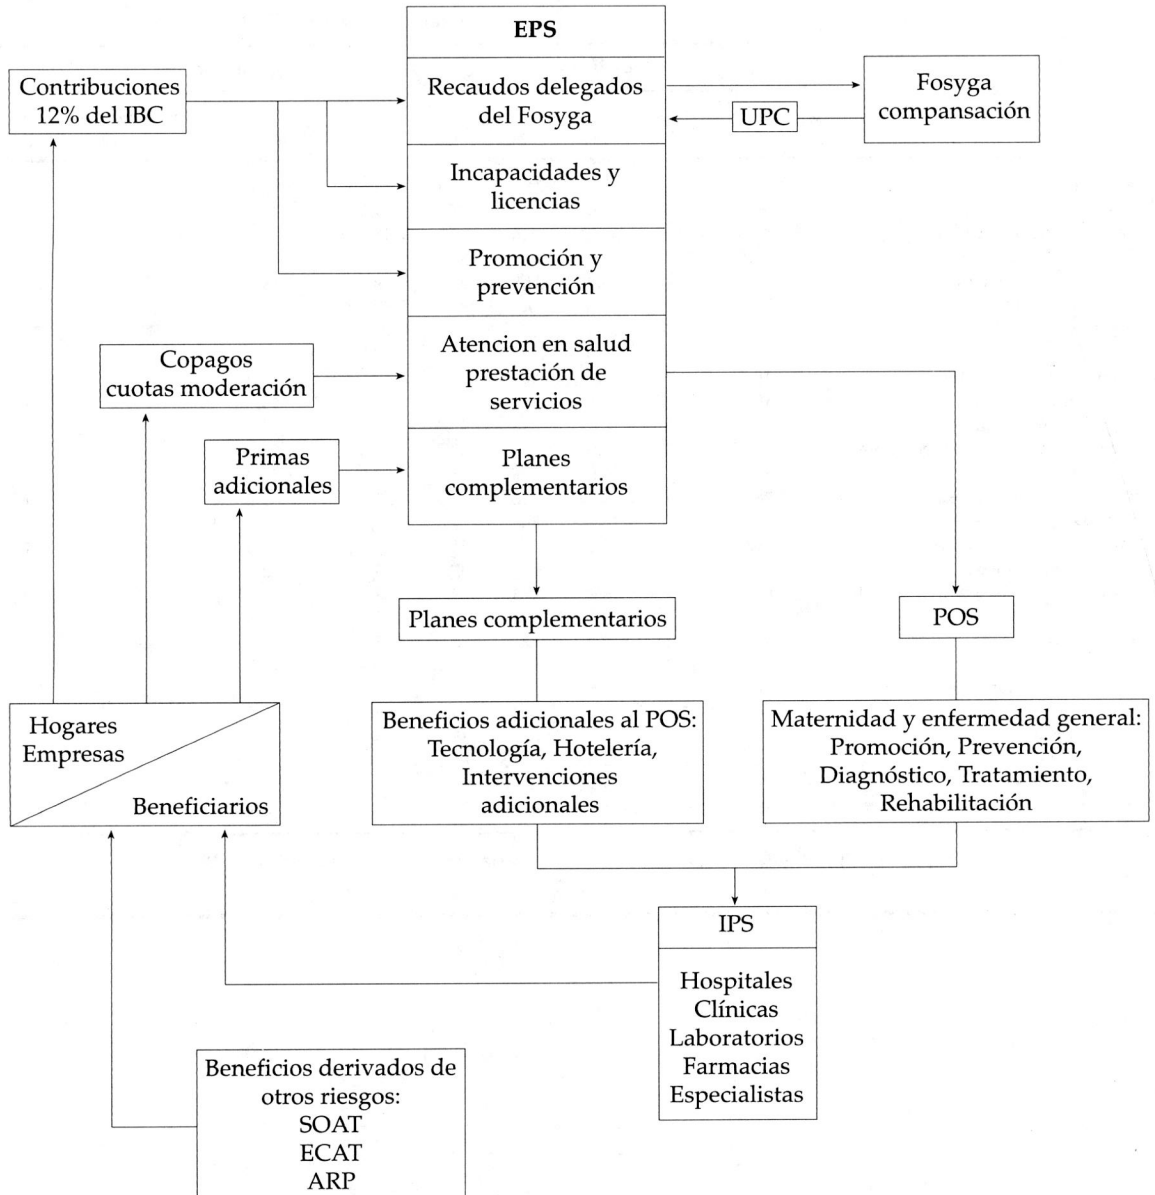 EPS
Contribuciones
12% del IBC
Recaudos delegados
del Fosyga
UPC
Fosyga
compansación
Incapacidades y
licencias
Promoción y
prevención
Copagos
cuotas moderación
Atencion en salud
prestación de
servicios
Primas
adicionales
Planes
complementarios
Planes complementarios
POS
Hogares
Empresas
Beneficiarios
Beneficios adicionales al POS:
Tecnología, Hotelería,
Intervenciones
adicionales
Maternidad y enfermedad general:
Promoción, Prevención,
Diagnóstico, Tratamiento,
Rehabilitación
IPS
Hospitales
Clínicas
Laboratorios
Farmacias
Especialistas
Beneficios derivados de
otros riesgos:
SOAT
ECAT
ARP